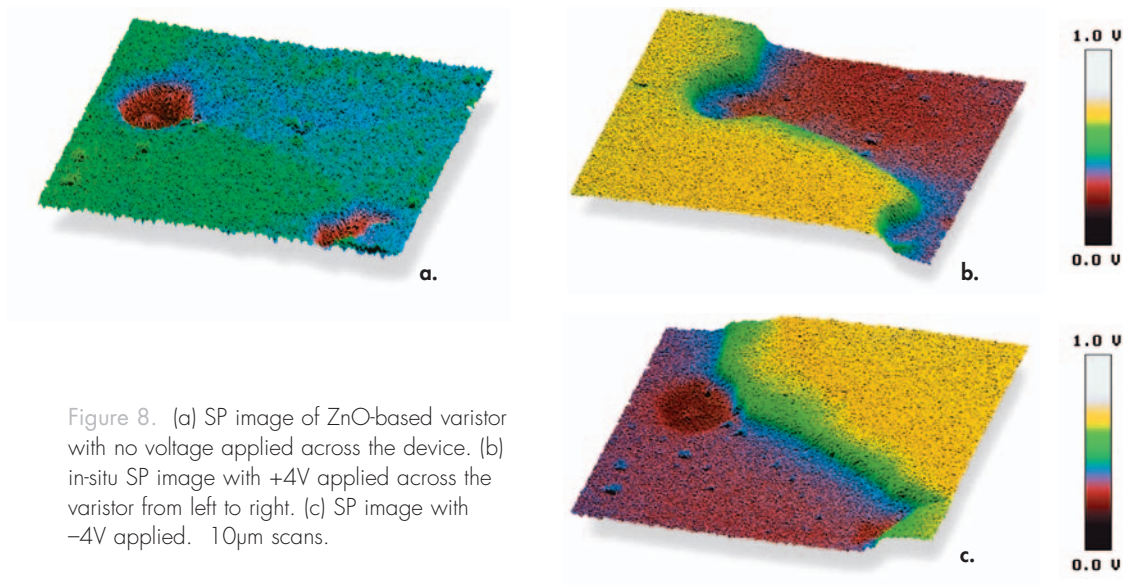 1.0 V
0.0 V
a.
b.
1.0 V
0.0 V
c.
Figure 8. (a) SP image of ZnO-based varistor
with no voltage applied across the device. (b)
in-situ SP image with +4V applied across the
varistor from left to right. (c) SP image with
–4V applied. 10µm scans.